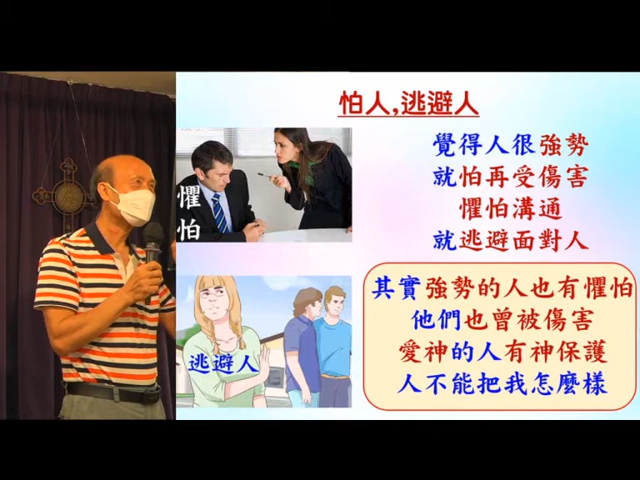 怕人,逃避人
懼怕
覺得人很強勢
就怕再受傷害
懼怕溝通
就逃避面對人
逃避人
其實強勢的人也有懼怕
他們也曾被傷害
愛神的人有神保護
人不能把我怎麼樣